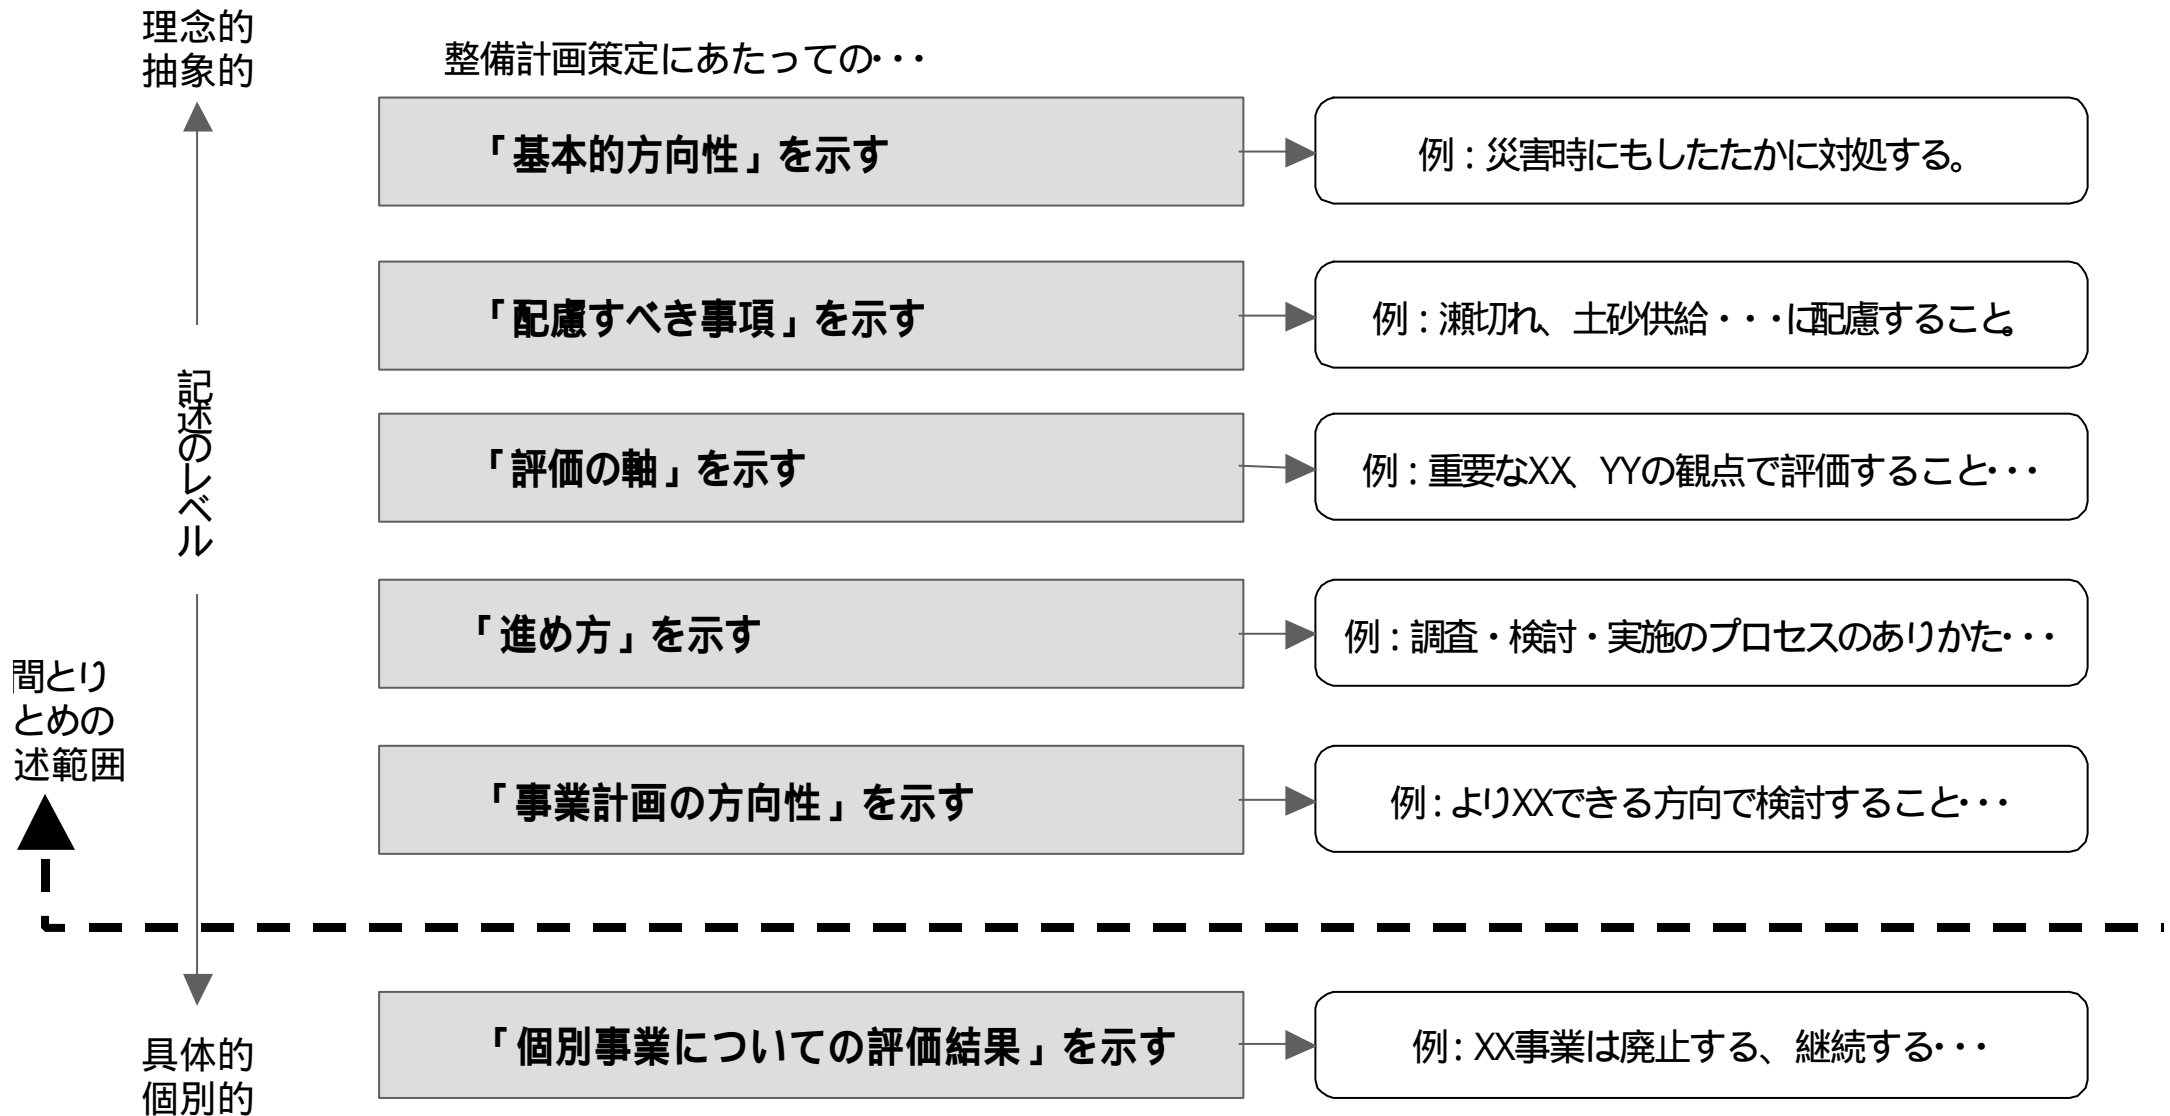 理念的
抽象的
整備計画策定にあたっての・・・
「基本的方向性」を示す
例：災害時にもしたたかに対処する。
「配慮すべき事項」を示す
例：瀬切れ、土砂供給・・・に配慮すること。
記述のレベル
「評価の軸」を示す
例：重要なXX、YYの観点で評価すること・・・
「進め方」を示す
例：調査・検討・実施のプロセスのありかた・・・
間とり
とめの
述範囲
「事業計画の方向性」を示す
例：よりXXできる方向で検討すること・・・
具体的
個別的
「個別事業についての評価結果」を示す
例：XX事業は廃止する、継続する・・・